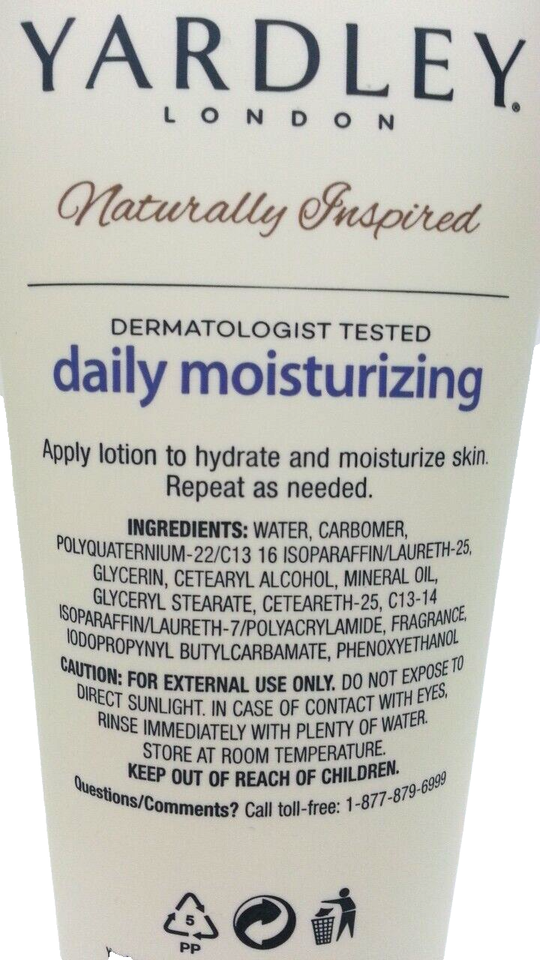 YARDLEY®
LONDON
Naturally Inspired
DERMATOLOGIST TESTED
daily moisturizing
Apply lotion to hydrate and moisturize skin.
Repeat as needed.
INGREDIENTS: WATER, CARBOMER,
POLYQUATERNIUM-22/C13 16 ISOPARAFFIN/LAURETH-25,
GLYCERIN, CETEARYL ALCOHOL, MINERAL OIL,
GLYCERYL STEARATE, CETEARETH-25, C13-14
ISOPARAFFIN/LAURETH-7/POLYACRYLAMIDE, FRAGRANCE,
IODOPROPYNYL BUTYLCARBAMATE, PHENOXYETHANOL
CAUTION: FOR EXTERNAL USE ONLY. DO NOT EXPOSE TO
DIRECT SUNLIGHT. IN CASE OF CONTACT WITH EYES,
RINSE IMMEDIATELY WITH PLENTY OF WATER.
STORE AT ROOM TEMPERATURE.
KEEP OUT OF REACH OF CHILDREN.
Questions/Comments? Call toll-free: 1-877-879-6999
5
PP